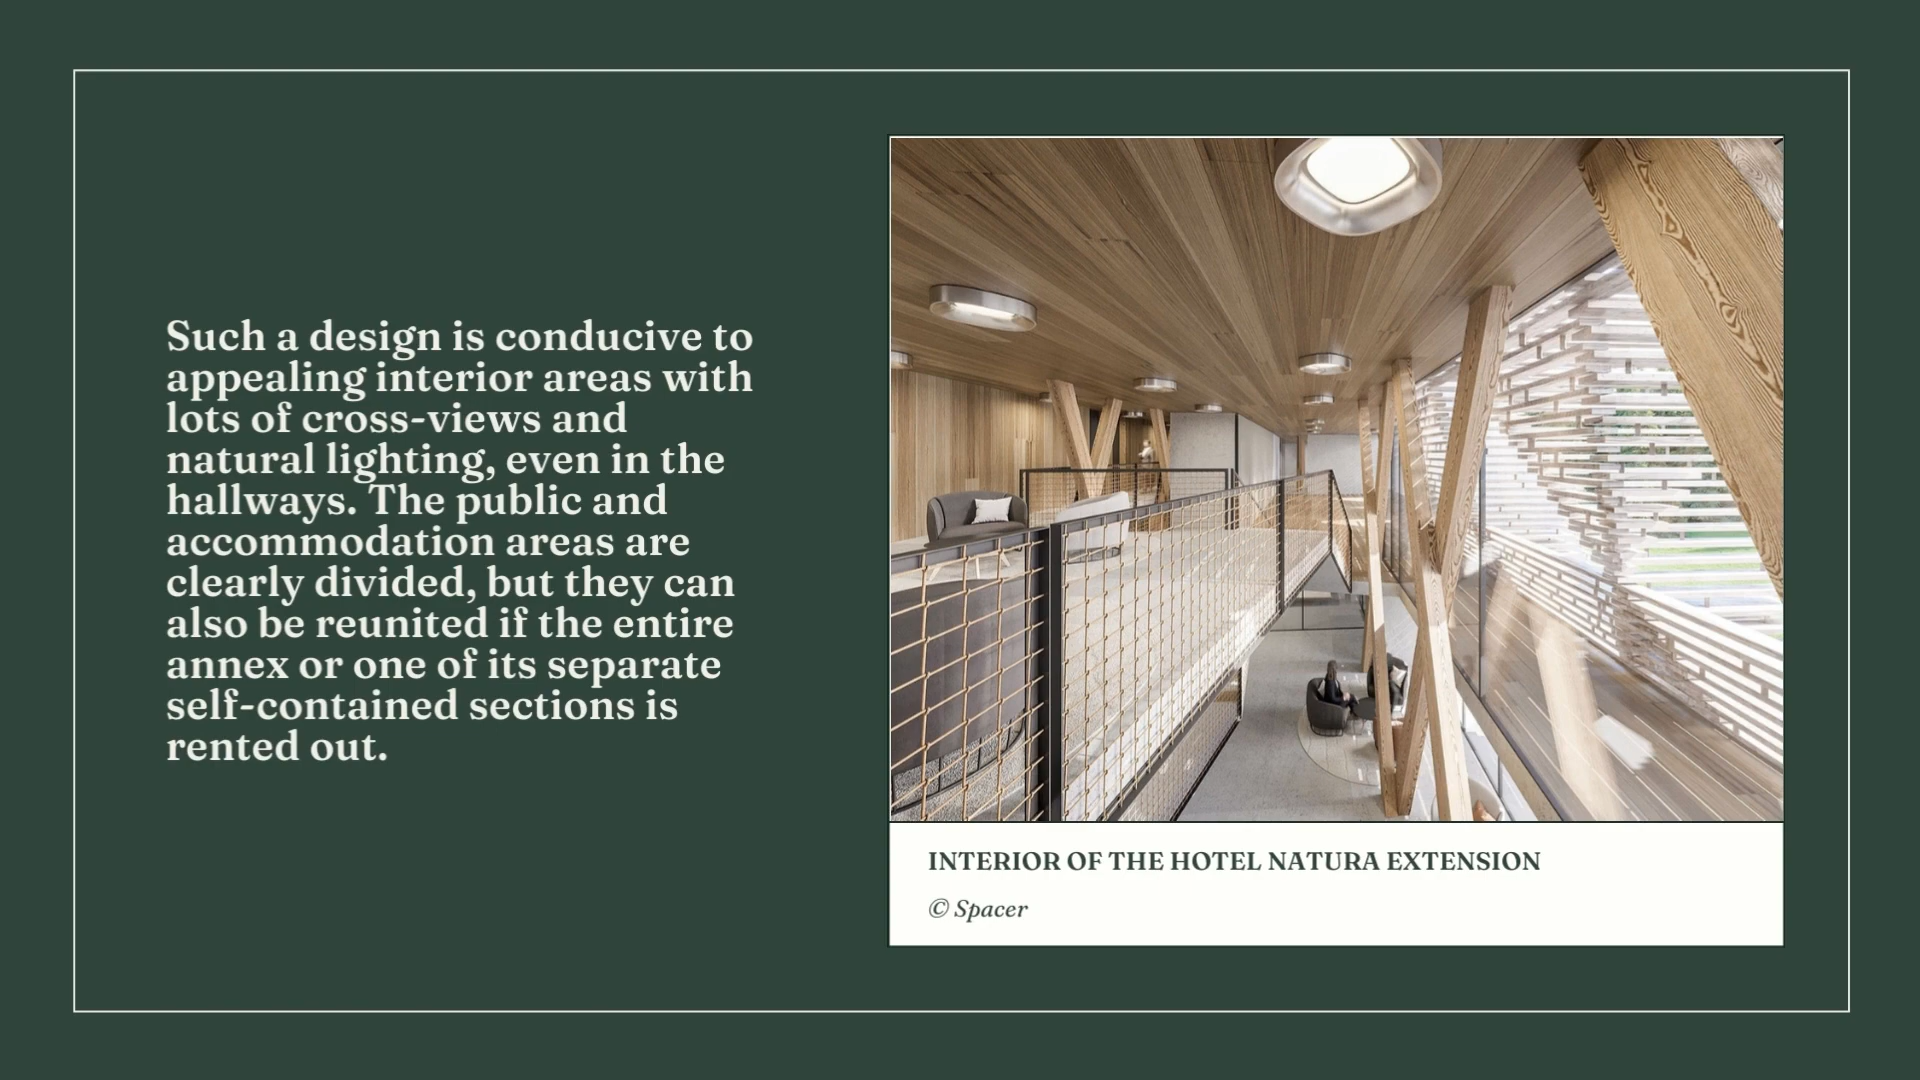 Such a design is conducive to
appealing interior areas with
lots of cross-views and
natural lighting, even in the
hallways. The public and
accommodation areas are
clearly divided, but they can
also be reunited if the entire
annex or one of its separate
self-contained sections is
rented out.
INTERIOR OF THE HOTEL NATURA EXTENSION
© Spacer